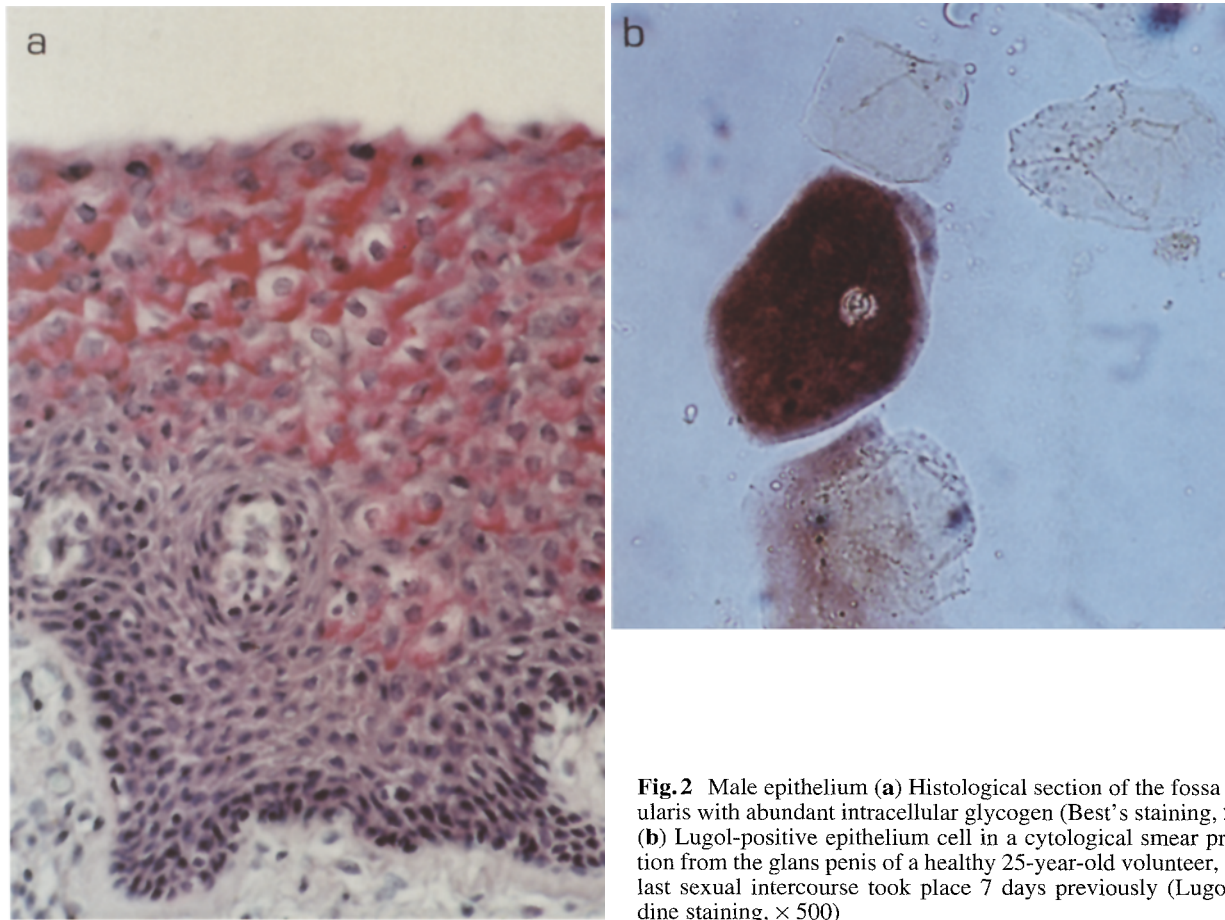 a
b
Fig.2 Male epithelium (a) Histological section of the fossa
ularis with abundant intracellular glycogen (Best's staining,
(b) Lugol-positive epithelium cell in a cytological smear pr
tion from the glans penis of a healthy 25-year-old volunteer,
last sexual intercourse took place 7 days previously (Lugo
dine staining, × 500)